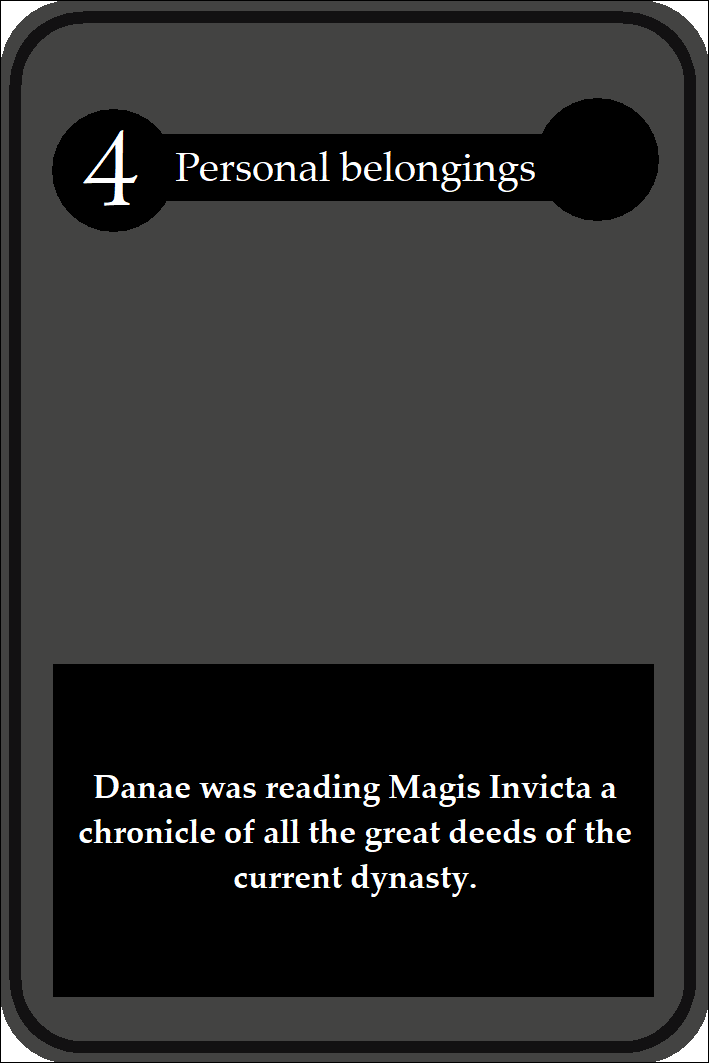 4
Personal belongings
Danae was reading Magis Invicta a
chronicle of all the great deeds of the
current dynasty.